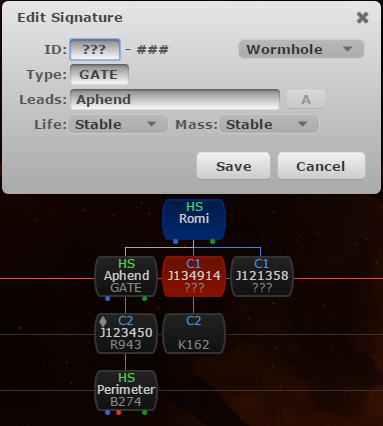 Edit Signature
ID: ??? - ### Wormhole
Type: GATE
Leads: Aphend A
Life: Stable Mass: Stable
Save Cancel
HS
Romi
HS C1 C1
Aphend J134914 J121358
GATE ??? ???
C2 C2
J123450
R943 K162
HS
Perimeter
B274